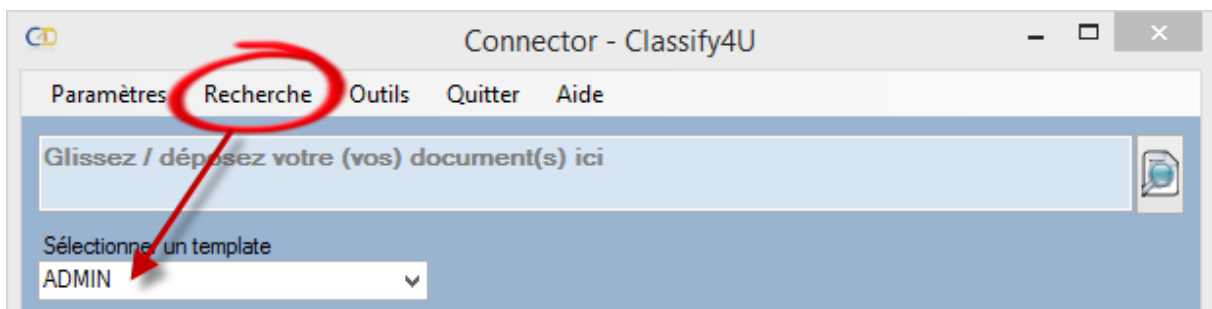 Connector - Classify4U
Paramètres Recherche Outils Quitter Aide
Glissez / déposez votre (vos) document(s) ici
Sélectionner un template
ADMIN